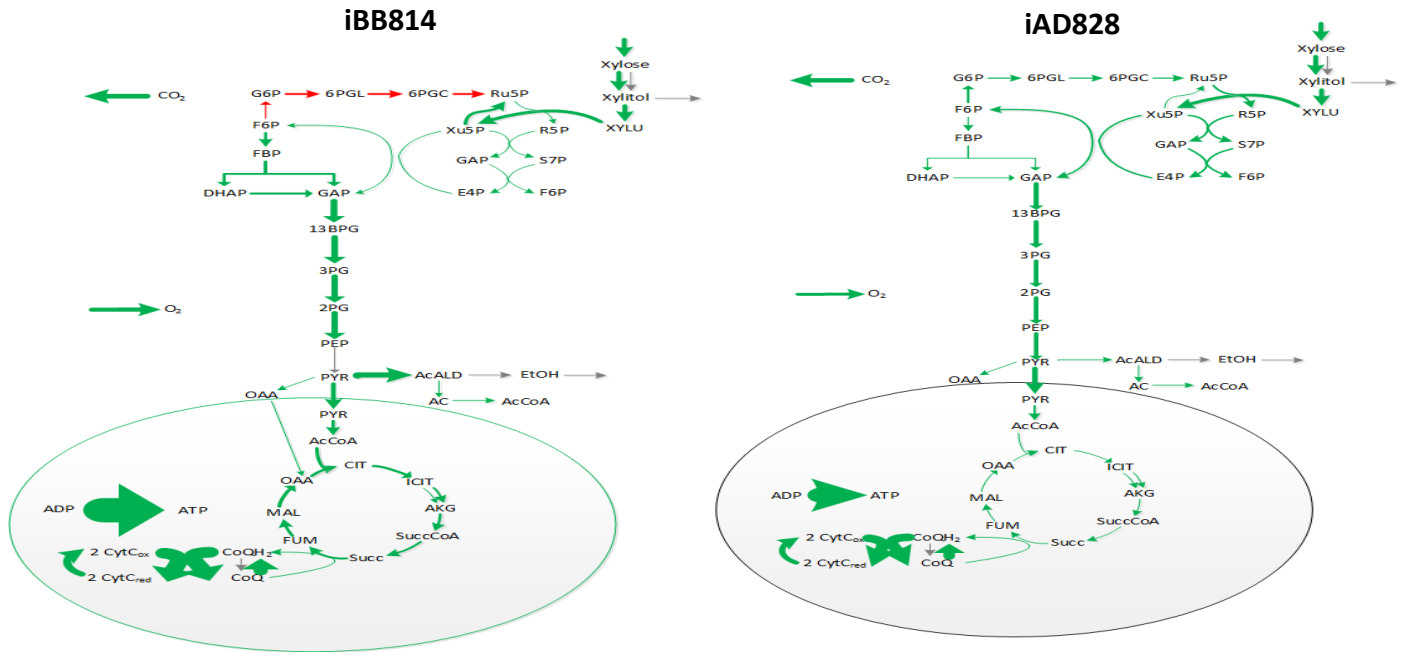 iBB814
CO₂
G6P 6PGL 6PGC Ru5P
Xylose
Xylitol
XYLU
F6P
Xu5P R5P
FBP
GAP S7P
DHAP GAP
E4P F6P
13BPG
3PG
O₂
2PG
PEP
PYR AcALD EtOH
OAA
AC AcCoA
PYR
AcCoA
CIT
OAA
ICIT
AKG
ADP ATP
MAL
SuccCoA
FUM
2 CytCox CoQH₂
Succ
2 CytCred CoQ
iAD828
Xylose
CO₂
G6P 6PGL 6PGC Ru5P
Xylitol
XYLU
F6P
Xu5P R5P
FBP
GAP S7P
DHAP GAP
E4P F6P
13BPG
3PG
O₂
2PG
PEP
PYR AcALD EtOH
OAA
AC AcCoA
PYR
AcCoA
CIT
OAA
ICIT
AKG
ADP ATP
MAL
SuccCoA
FUM
2 CytCox CoQH₂
Succ
2 CytCred CoQ